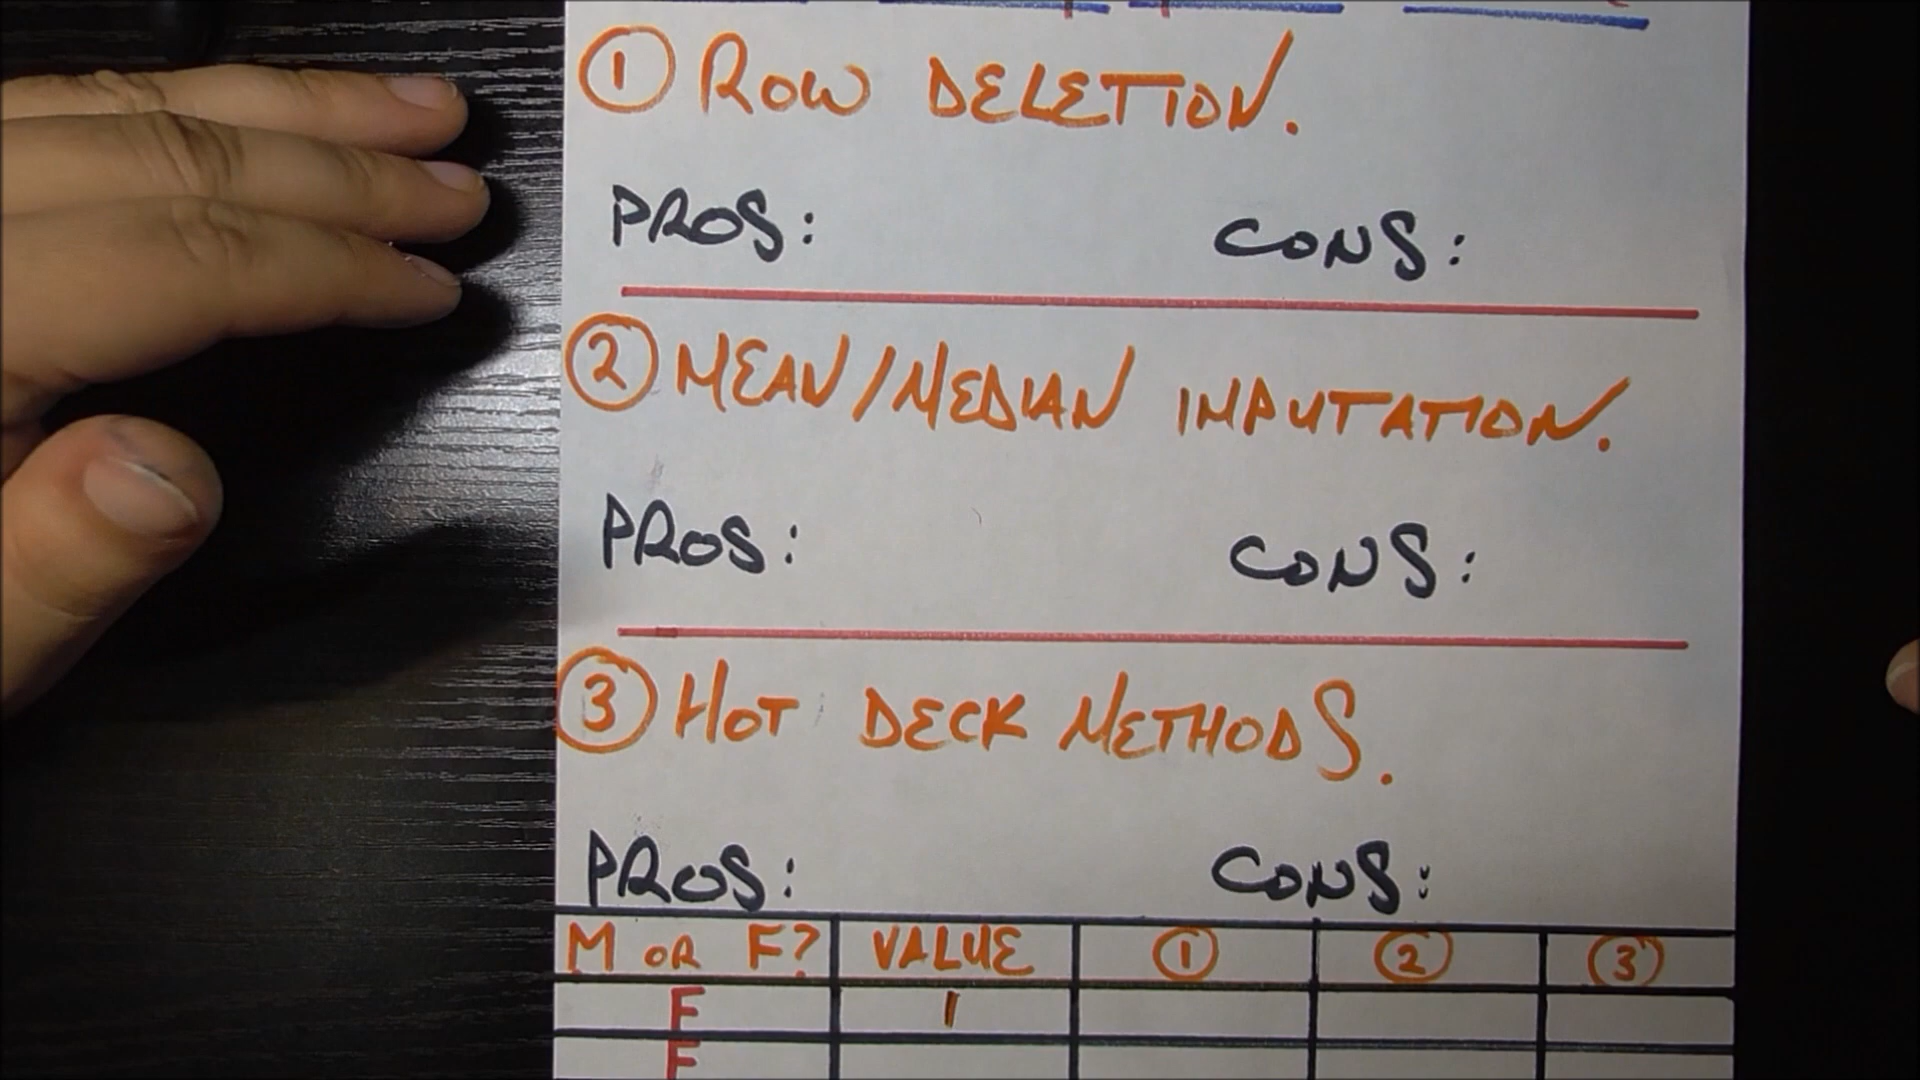 ① ROW DELETION.
PROS: CONS:
② MEAN/MEDIAN IMPUTATION.
PROS: CONS:
③ HOT DECK METHODS.
PROS: CONS:
M OR F? VALUE ① ② ③
F 1
F